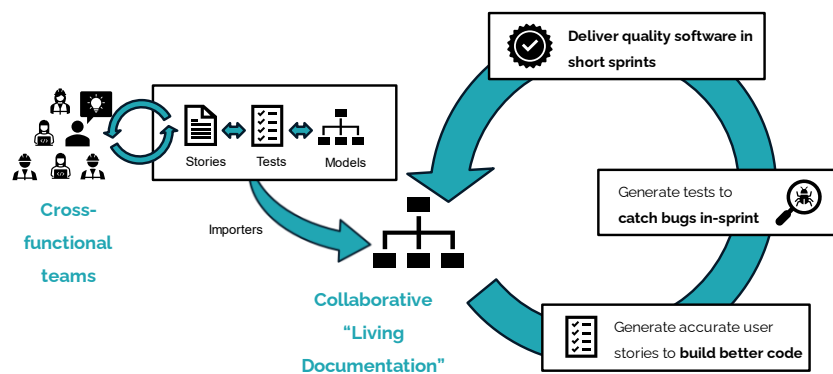 Deliver quality software in
short sprints
Stories
Tests
Models
Generate tests to
catch bugs in-sprint
Cross-
functional
teams
Importers
Collaborative
“Living
Documentation”
Generate accurate user
stories to build better code